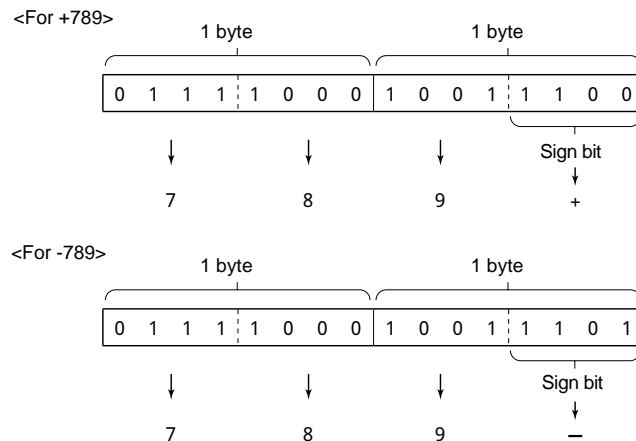 <For +789>
1 byte 1 byte
0 1 1 1 1 0 0 0 1 0 0 1 1 1 0 0
Sign bit
7 8 9 +
<For -789>
1 byte 1 byte
0 1 1 1 1 0 0 0 1 0 0 1 1 1 0 1
Sign bit
7 8 9 –